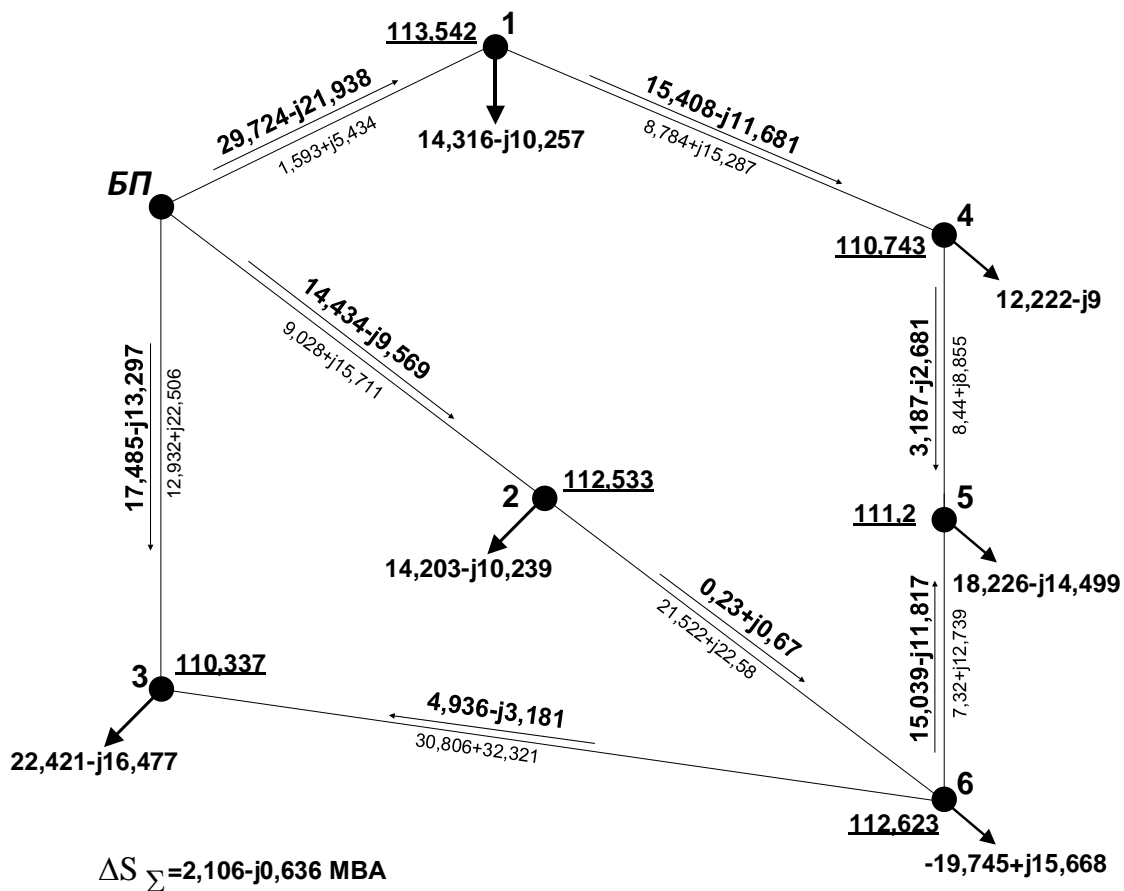 113,542
1
29,724-j21,938
1,593+j5,434
14,316-j10,257
15,408-j11,681
8,784+j15,287
БП
4
110,743
12,222-j9
14,434-j9,569
9,028+j15,711
17,485-j13,297
12,932+j22,506
3,187-j2,681
8,44+j8,855
2
112,533
14,203-j10,239
5
111,2
18,226-j14,499
0,23+j0,67
21,522+j22,58
15,039-j11,817
7,32+j12,739
3
110,337
22,421-j16,477
4,936-j3,181
30,806+32,321
6
112,623
-19,745+j15,668
ΔS Σ=2,106-j0,636 МВА